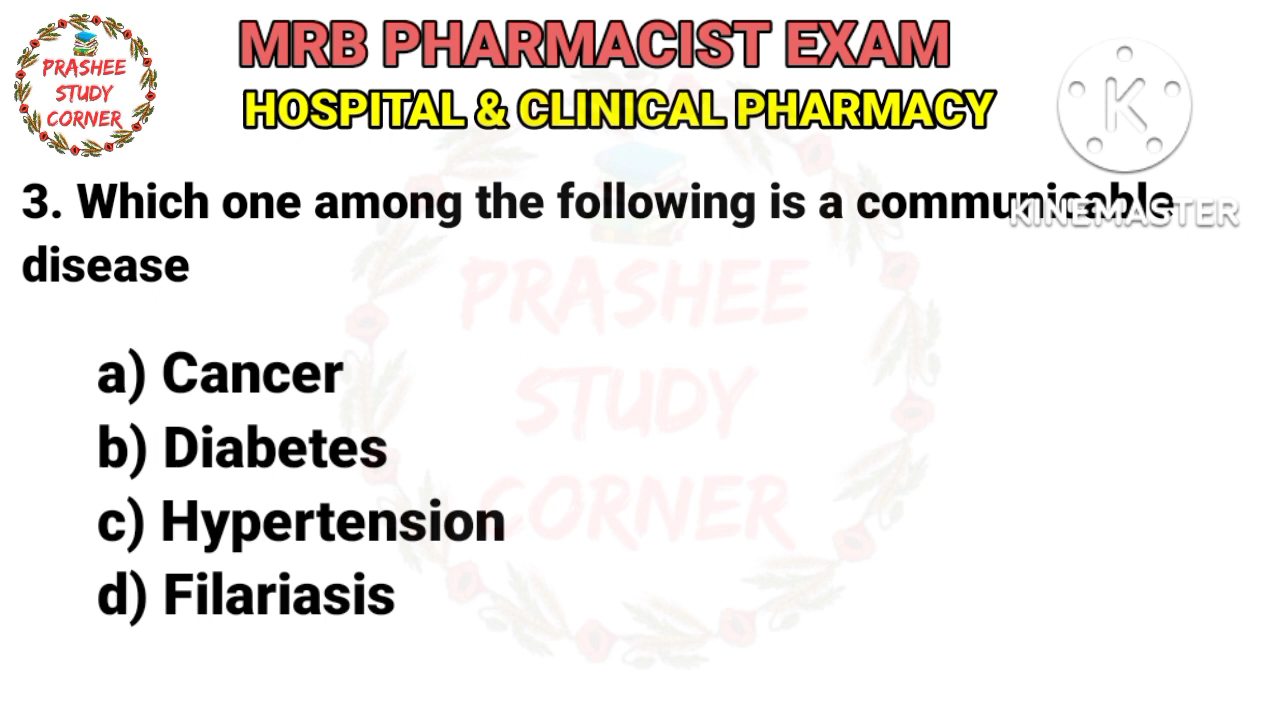 PRASHEE
STUDY
CORNER
MRB PHARMACIST EXAM
HOSPITAL & CLINICAL PHARMACY
K
KINEMASTER
3. Which one among the following is a communicable
disease
a) Cancer
b) Diabetes
c) Hypertension
d) Filariasis
PRASHEE
STUDY
CORNER